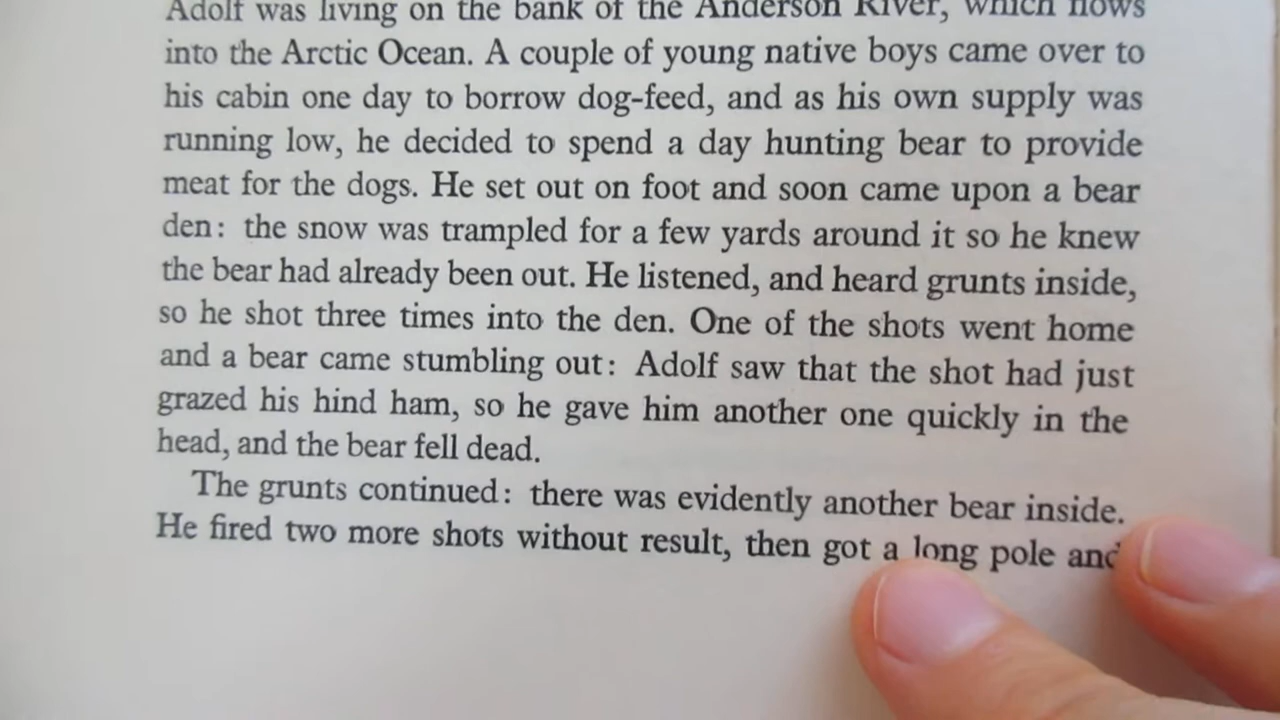 Adolf was living on the bank of the Anderson River, which flows
into the Arctic Ocean. A couple of young native boys came over to
his cabin one day to borrow dog-feed, and as his own supply was
running low, he decided to spend a day hunting bear to provide
meat for the dogs. He set out on foot and soon came upon a bear
den: the snow was trampled for a few yards around it so he knew
the bear had already been out. He listened, and heard grunts inside,
so he shot three times into the den. One of the shots went home
and a bear came stumbling out: Adolf saw that the shot had just
grazed his hind ham, so he gave him another one quickly in the
head, and the bear fell dead.
The grunts continued: there was evidently another bear inside.
He fired two more shots without result, then got a long pole and